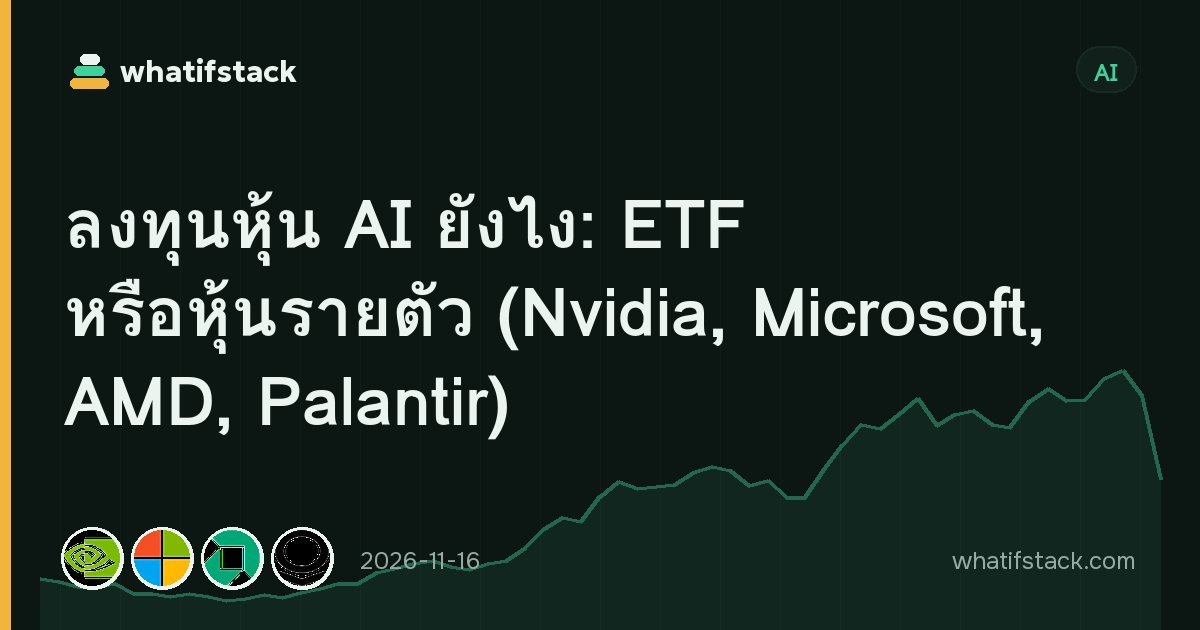 whatifstack
AI
ลงทุนหุ้น AI ยังไง: ETF
หรือหุ้นรายตัว (Nvidia, Microsoft,
AMD, Palantir)
2026-11-16
whatifstack.com